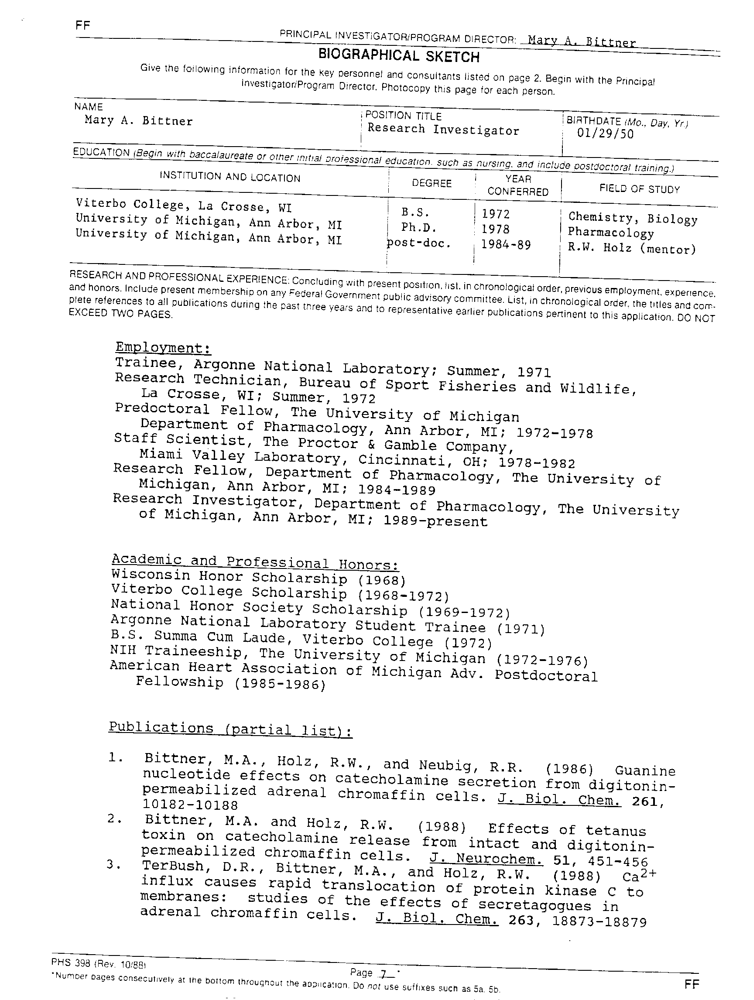 FF
PRINCIPAL INVESTIGATOR/PROGRAM DIRECTOR: Mary A. Bittner
BIOGRAPHICAL SKETCH
Give the following information for the key personnel and consultants listed on page 2. Begin with the Principal
Investigator/Program Director. Photocopy this page for each person.
NAME
Mary A. Bittner
POSITION TITLE
Research Investigator
BIRTHDATE (Mo., Day, Yr.)
01/29/50
EDUCATION (Begin with baccalaureate or other initial professional education, such as nursing, and include postdoctoral training.)
INSTITUTION AND LOCATION DEGREE YEAR CONFERRED FIELD OF STUDY
Viterbo College, La Crosse, WI B.S. 1972 Chemistry, Biology
University of Michigan, Ann Arbor, MI Ph.D. 1978 Pharmacology
University of Michigan, Ann Arbor, MI post-doc. 1984-89 R.W. Holz (mentor)
RESEARCH AND PROFESSIONAL EXPERIENCE: Concluding with present position, list, in chronological order, previous employment, experience,
and honors. Include present membership on any Federal Government public advisory committee. List, in chronological order, the titles and com-
plete references to all publications during the past three years and to representative earlier publications pertinent to this application. DO NOT
EXCEED TWO PAGES.
Employment:
Trainee, Argonne National Laboratory; Summer, 1971
Research Technician, Bureau of Sport Fisheries and Wildlife,
La Crosse, WI; Summer, 1972
Predoctoral Fellow, The University of Michigan
Department of Pharmacology, Ann Arbor, MI; 1972-1978
Staff Scientist, The Proctor & Gamble Company,
Miami Valley Laboratory, Cincinnati, OH; 1978-1982
Research Fellow, Department of Pharmacology, The University of
Michigan, Ann Arbor, MI; 1984-1989
Research Investigator, Department of Pharmacology, The University
of Michigan, Ann Arbor, MI; 1989-present
Academic and Professional Honors:
Wisconsin Honor Scholarship (1968)
Viterbo College Scholarship (1968-1972)
National Honor Society Scholarship (1969-1972)
Argonne National Laboratory Student Trainee (1971)
B.S. Summa Cum Laude, Viterbo College (1972)
NIH Traineeship, The University of Michigan (1972-1976)
American Heart Association of Michigan Adv. Postdoctoral
Fellowship (1985-1986)
Publications (partial list):
1. Bittner, M.A., Holz, R.W., and Neubig, R.R. (1986) Guanine
nucleotide effects on catecholamine secretion from digitonin-
permeabilized adrenal chromaffin cells. J. Biol. Chem. 261,
10182-10188
2. Bittner, M.A. and Holz, R.W. (1988) Effects of tetanus
toxin on catecholamine release from intact and digitonin-
permeabilized chromaffin cells. J. Neurochem. 51, 451-456
3. TerBush, D.R., Bittner, M.A., and Holz, R.W. (1988) Ca2+
influx causes rapid translocation of protein kinase C to
membranes: studies of the effects of secretagogues in
adrenal chromaffin cells. J. Biol. Chem. 263, 18873-18879
PHS 398 (Rev. 10/88)
Page 7 *
*Number pages consecutively at the bottom throughout the application. Do not use suffixes such as 5a, 5b.
FF